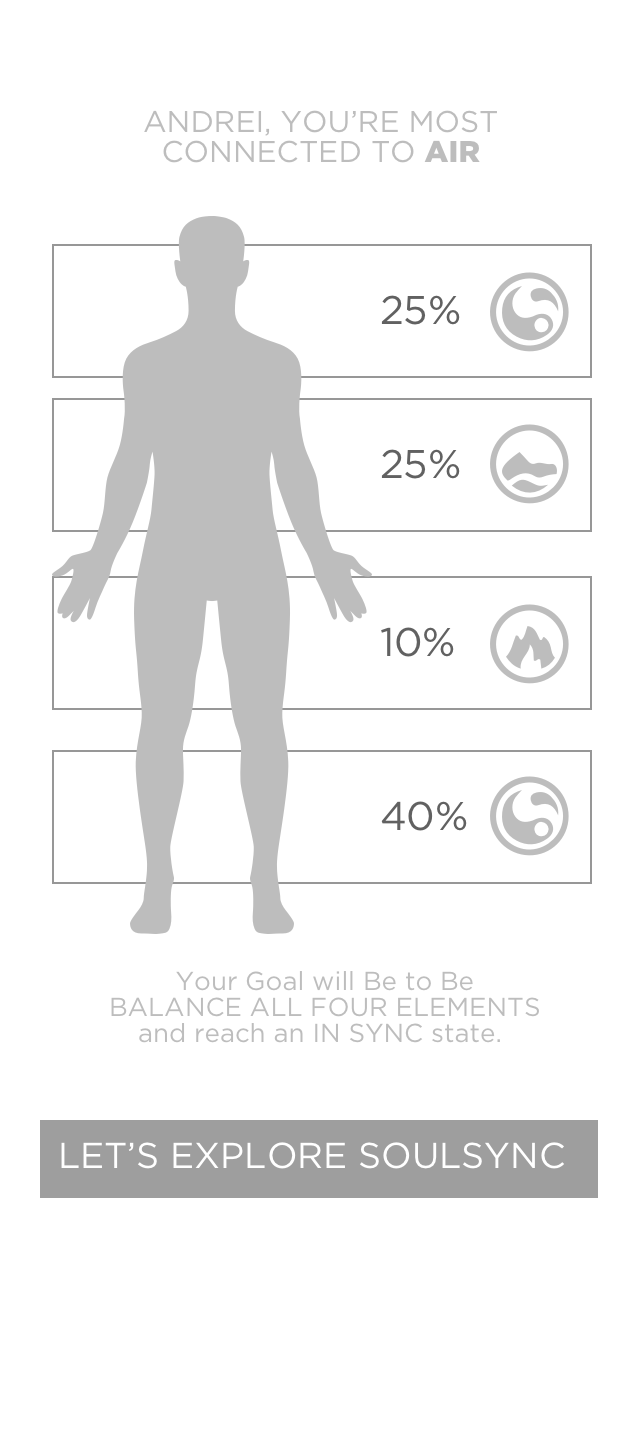 ANDREI, YOU’RE MOST
CONNECTED TO AIR
25%
25%
10%
40%
Your Goal will Be to Be
BALANCE ALL FOUR ELEMENTS
and reach an IN SYNC state.
LET’S EXPLORE SOULSYNC